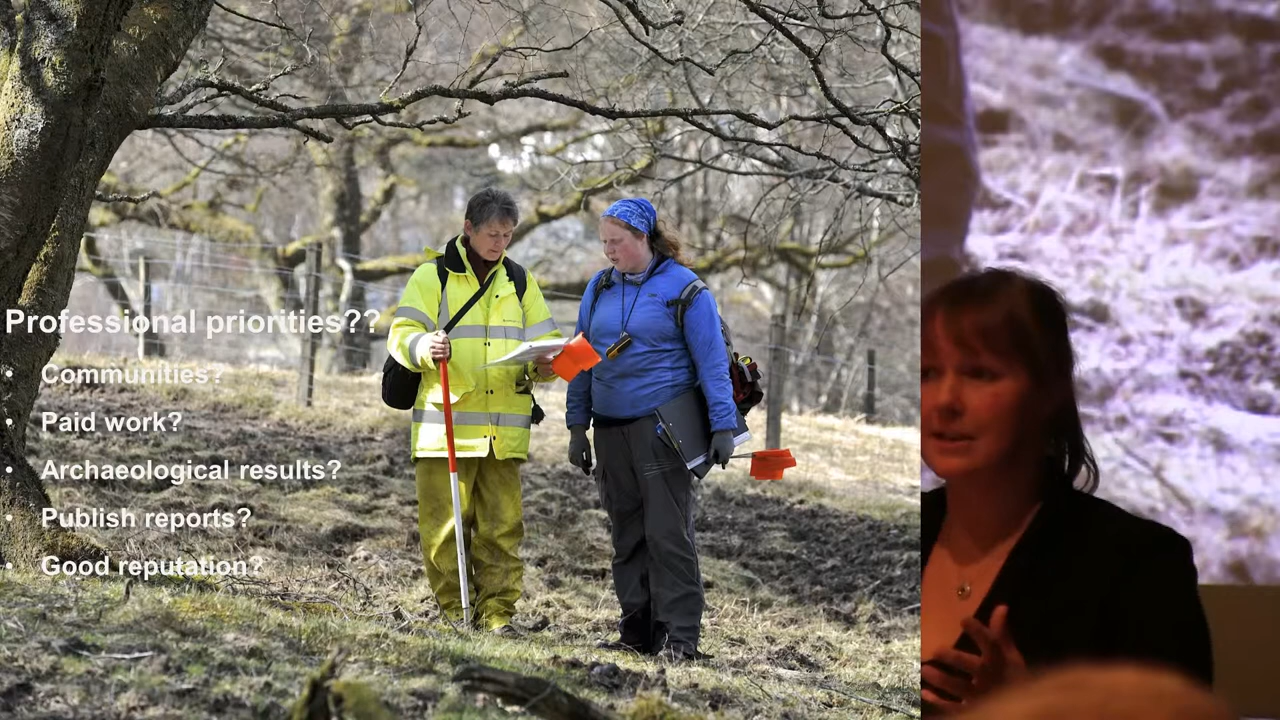 Professional priorities??
• Communities?
• Paid work?
• Archaeological results?
• Publish reports?
• Good reputation?